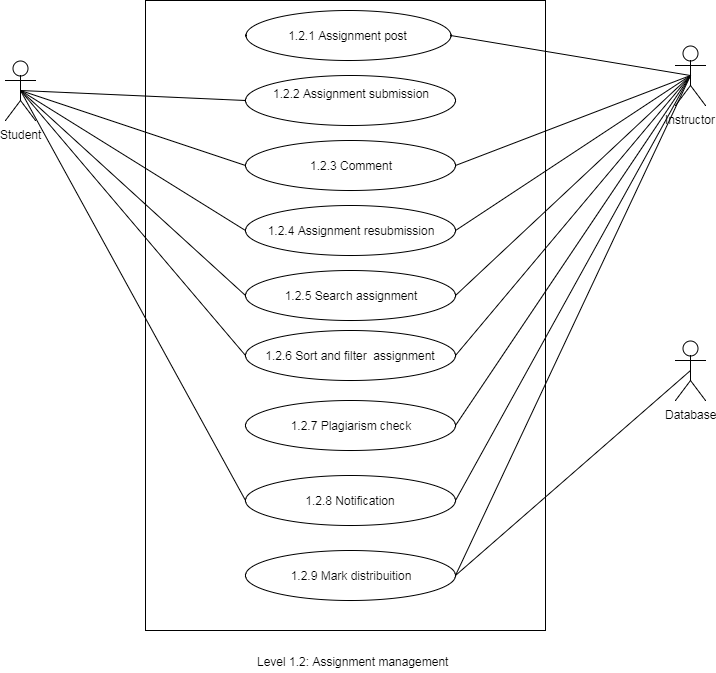 1.2.1 Assignment post
1.2.2 Assignment submission
Student
Instructor
1.2.3 Comment
1.2.4 Assignment resubmission
1.2.5 Search assignment
1.2.6 Sort and filter assignment
Database
1.2.7 Plagiarism check
1.2.8 Notification
1.2.9 Mark distribuition
Level 1.2: Assignment management